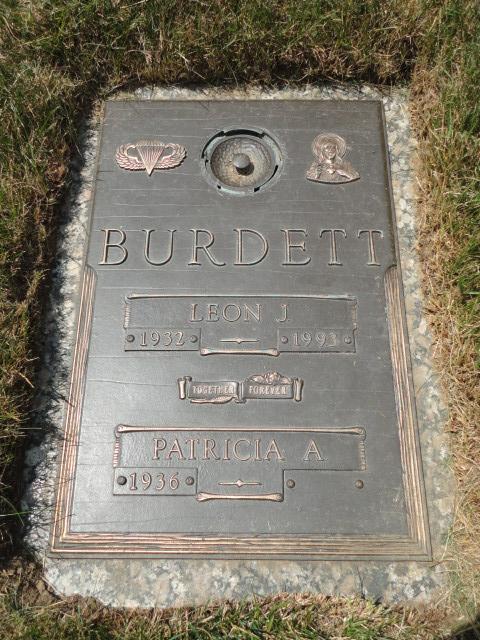 BURDETT
LEON J.
1932 1993
TOGETHER FOREVER
PATRICIA A.
1936